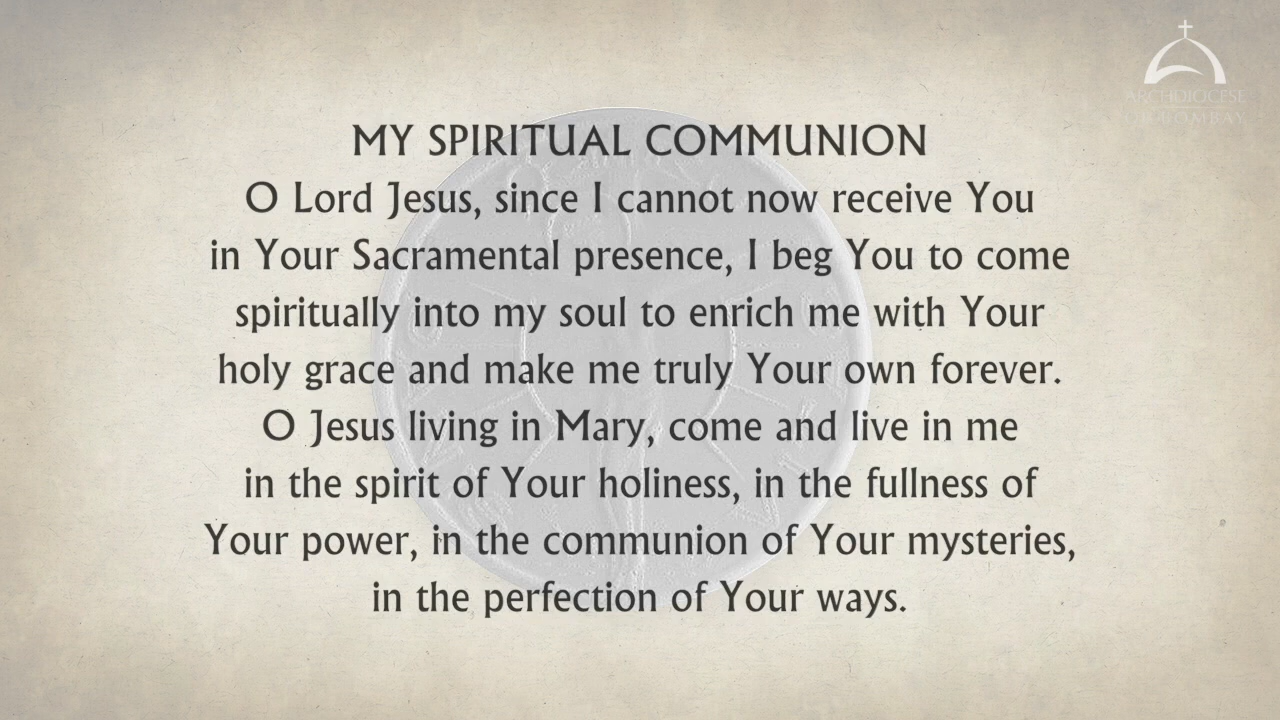 ARCHDIOCESE
BOMBAY
MY SPIRITUAL COMMUNION
O Lord Jesus, since I cannot now receive You
in Your Sacramental presence, I beg You to come
spiritually into my soul to enrich me with Your
holy grace and make me truly Your own forever.
O Jesus living in Mary, come and live in me
in the spirit of Your holiness, in the fullness of
Your power, in the communion of Your mysteries,
in the perfection of Your ways.